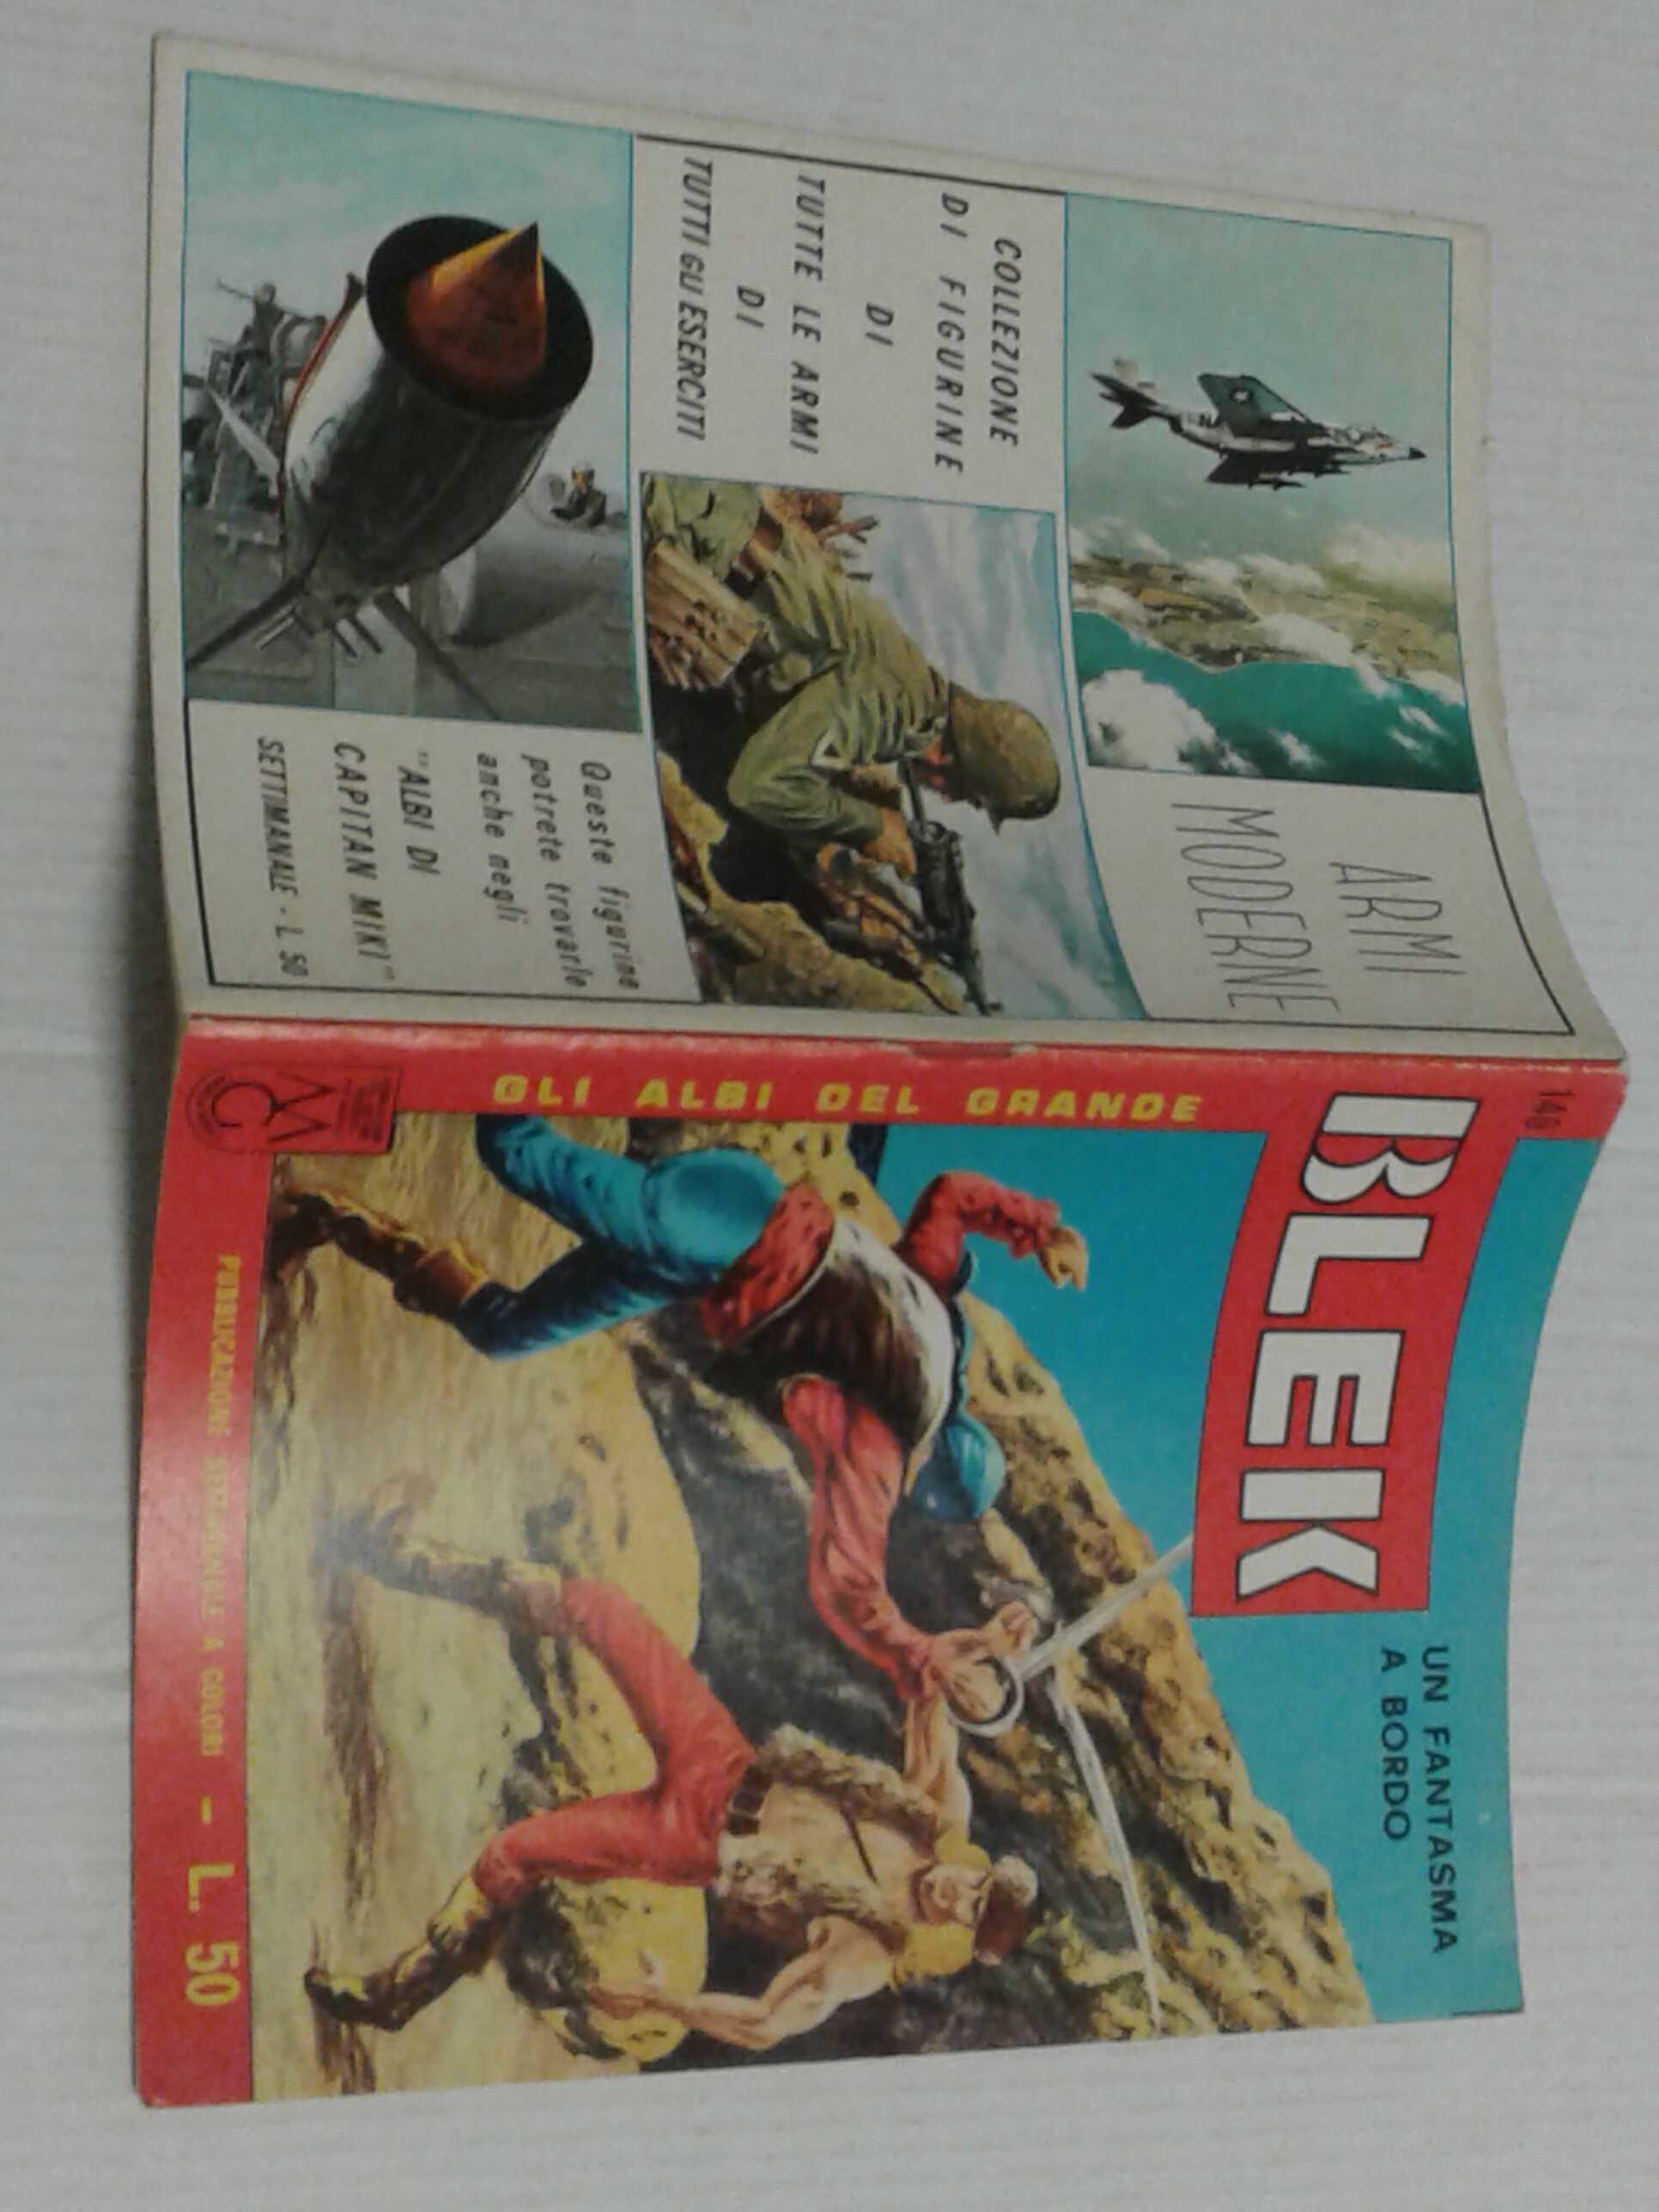 ARMI
MODERNE
COLLEZIONE
DI FIGURINE
DI
TUTTE LE ARMI
DI
TUTTI GLI ESERCITI
Queste figurine
potrete trovarle
anche negli
"ALBI DI
CAPITAN MIKI"
SETTIMANALE - L 50
GLI ALBI DEL GRANDE
BLEK
UN FANTASMA
A BORDO
PUBBLICAZIONE SETTIMANALE A COLORI - L. 50